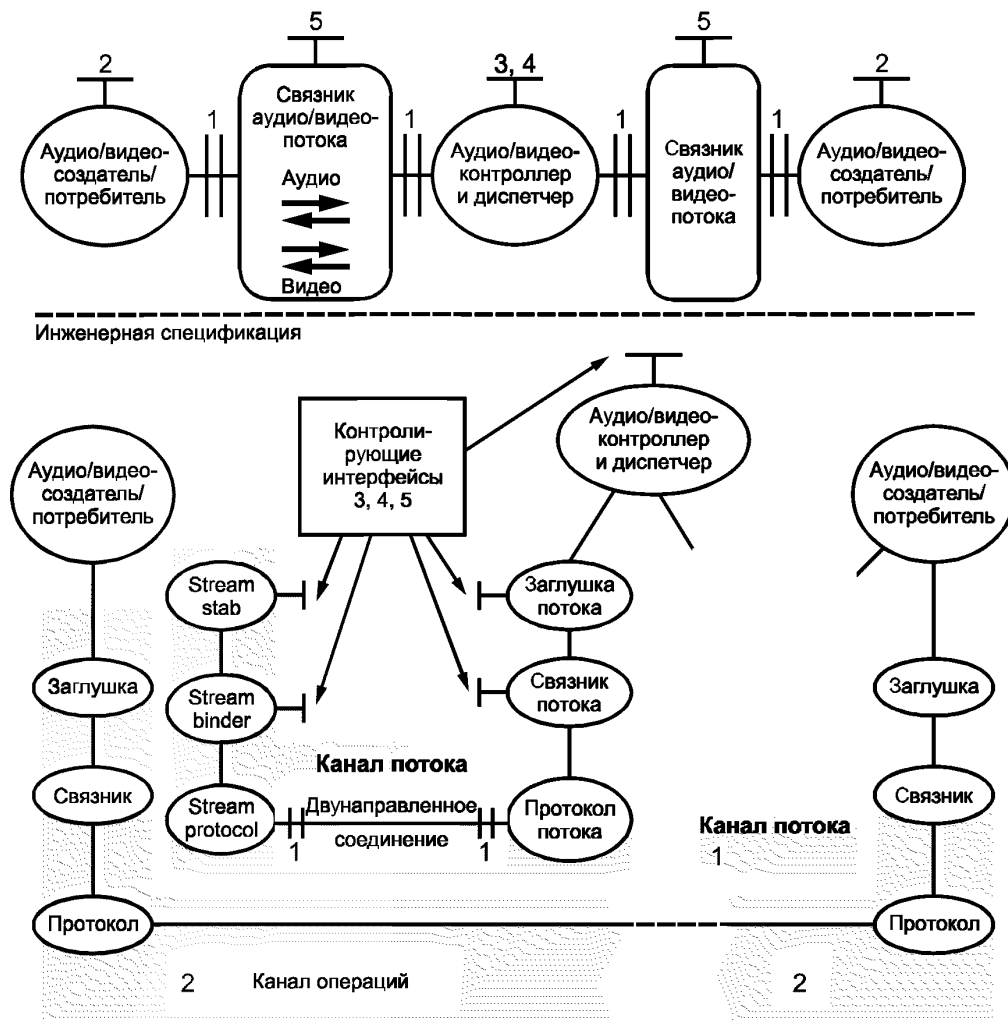 5
5
2
3, 4
2
1
1
1
1
Связник
аудио/видео-
потока
Аудио
Видео
Аудио/видео-
создатель/
потребитель
Аудио/видео-
контроллер
и диспетчер
Связник
аудио/
видео-
потока
Аудио/видео-
создатель/
потребитель
Инженерная спецификация
Аудио/видео-
создатель/
потребитель
Контроли-
рующие
интерфейсы
3, 4, 5
Аудио/видео-
контроллер
и диспетчер
Аудио/видео-
создатель/
потребитель
Stream
stab
Заглушка
потока
Заглушка
Stream
binder
Связник
потока
Заглушка
Канал потока
Связник
Stream
protocol
Двунаправленное
соединение
1
1
Протокол
потока
Канал потока
1
Связник
Протокол
Протокол
2
Канал операций
2